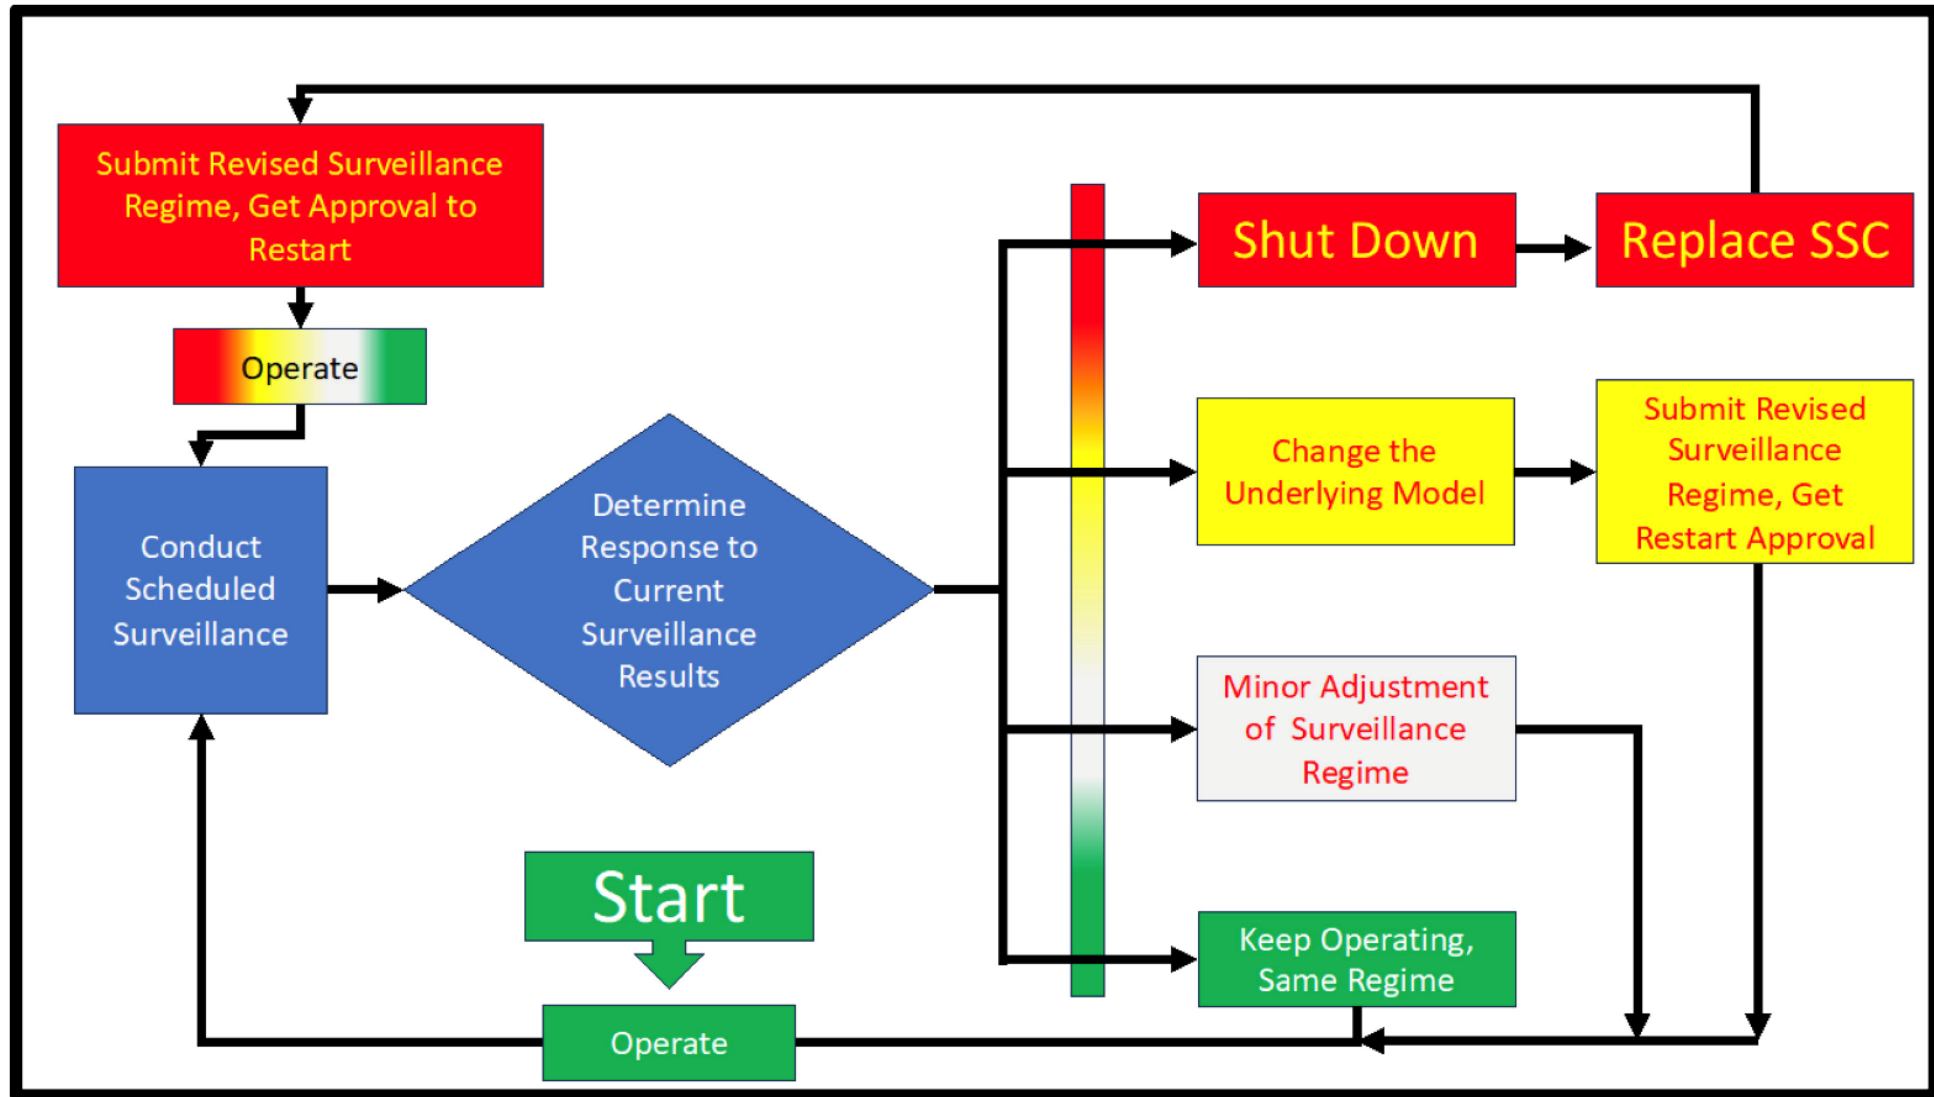 Submit Revised Surveillance
Regime, Get Approval to
Restart
Operate
Conduct
Scheduled
Surveillance
Determine
Response to
Current
Surveillance
Results
Shut Down
Replace SSC
Change the
Underlying Model
Submit Revised
Surveillance
Regime, Get
Restart Approval
Minor Adjustment
of Surveillance
Regime
Keep Operating,
Same Regime
Start
Operate